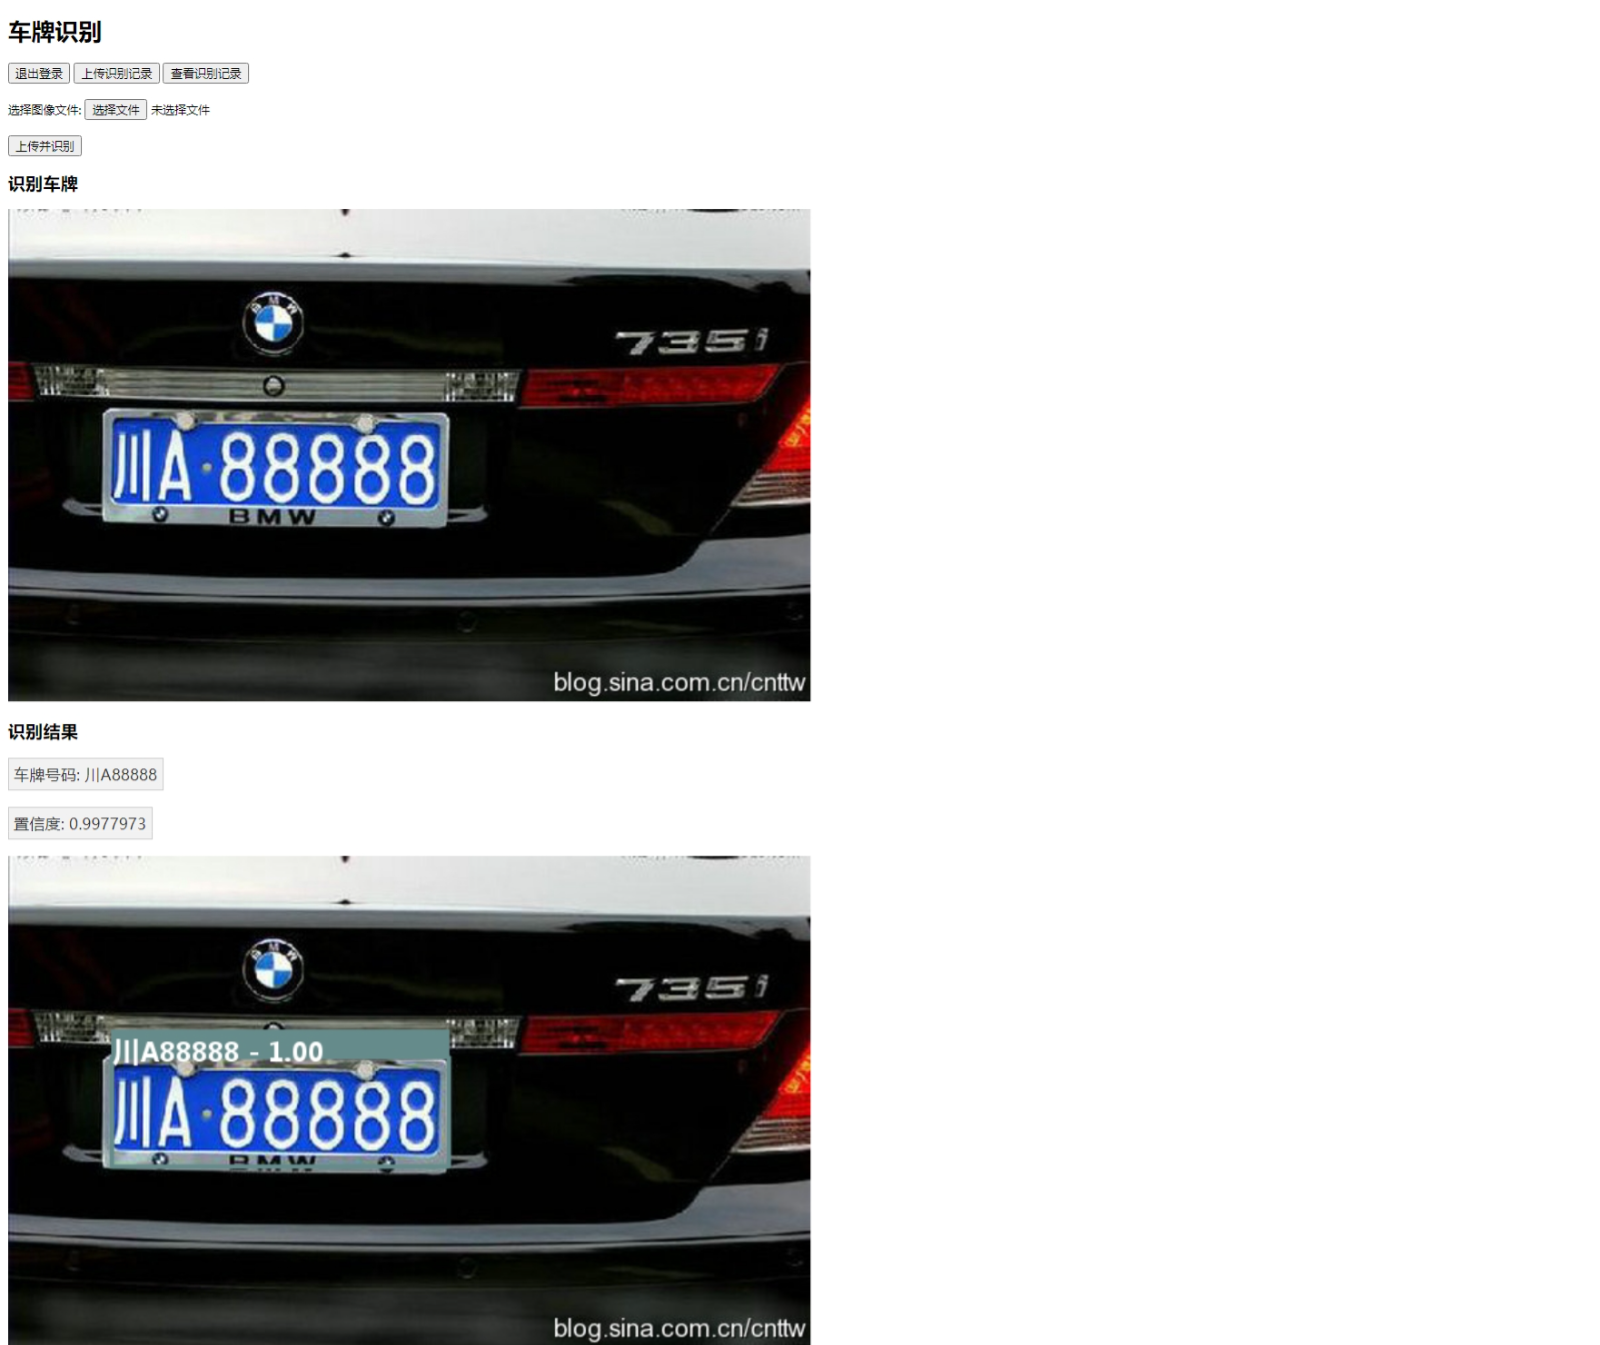 车牌识别
退出登录 上传识别记录 查看识别记录
选择图像文件: 选择文件 未选择文件
上传并识别
识别车牌
BMW
735i
川A·88888
BMW
blog.sina.com.cn/cnttw
识别结果
车牌号码: 川A88888
置信度: 0.9977973
BMW
735i
川A88888 - 1.00
川A·88888
BMW
blog.sina.com.cn/cnttw